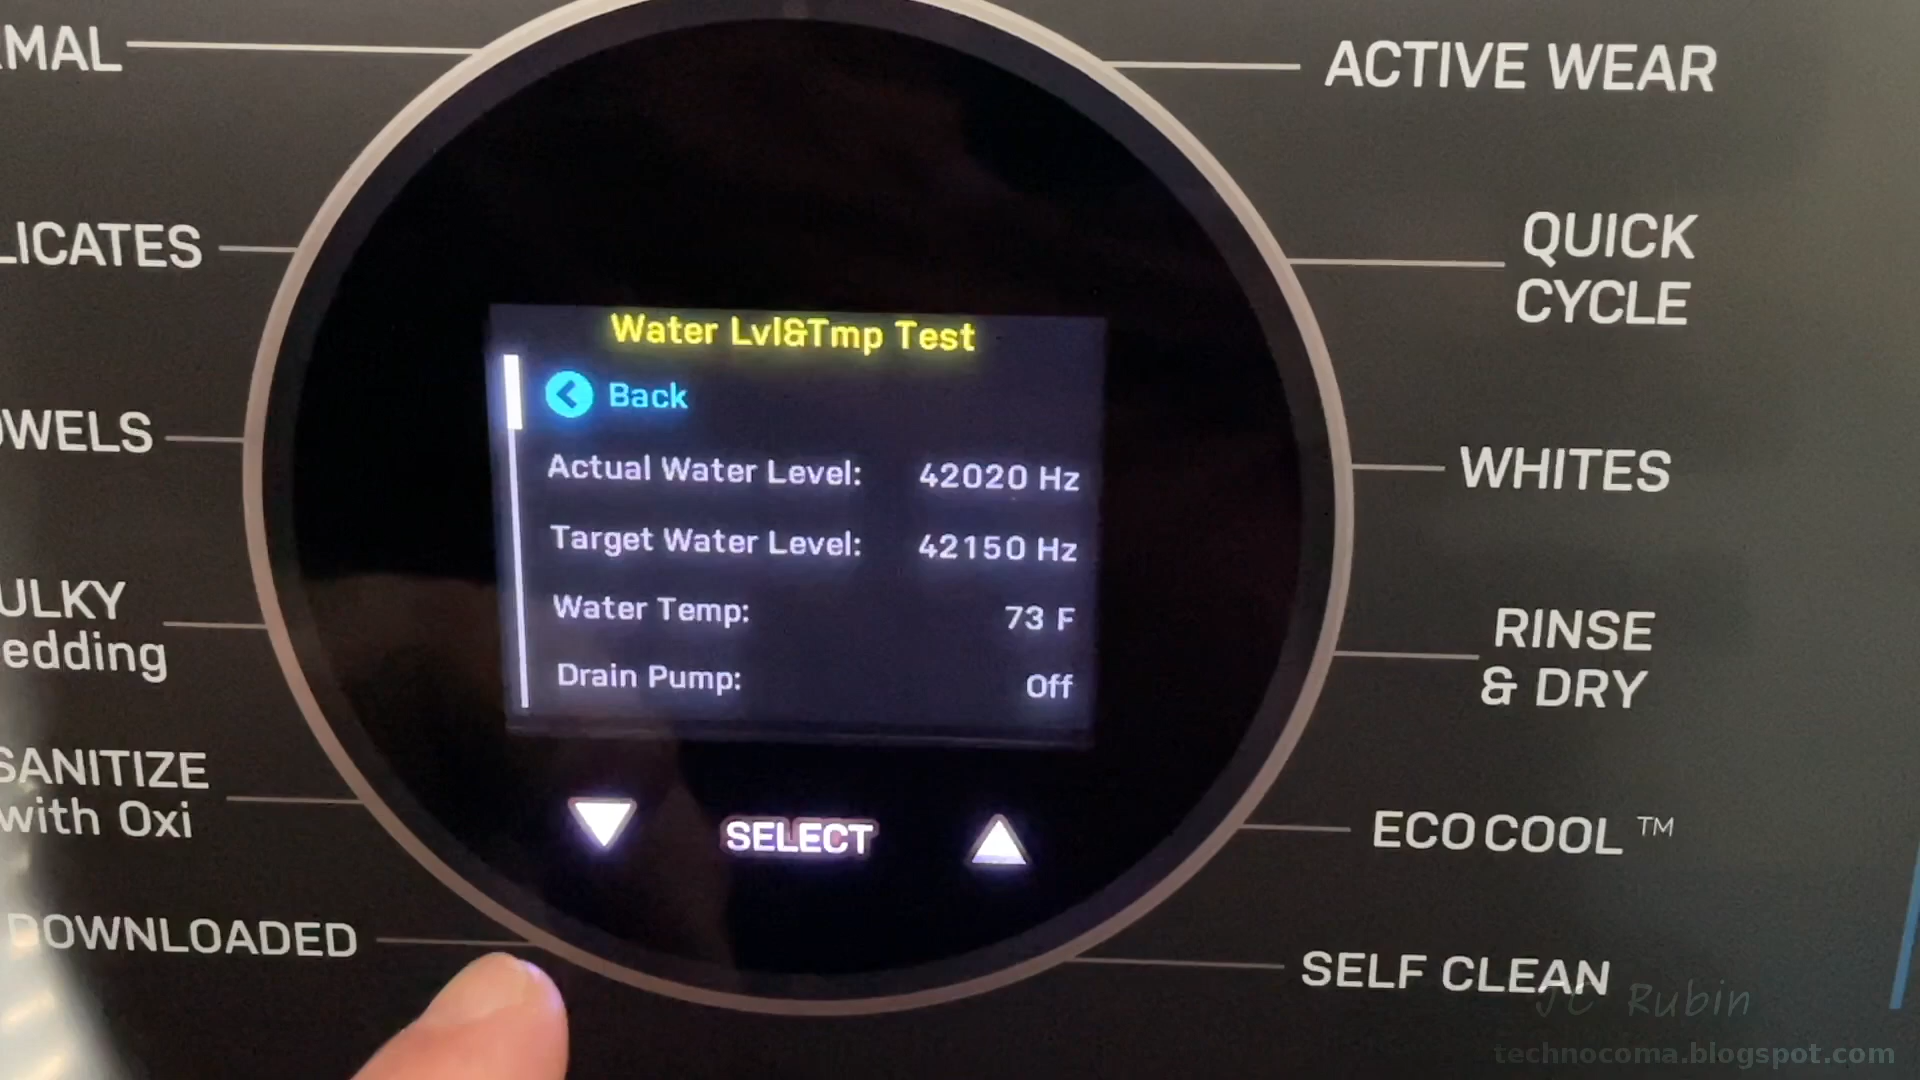 MAL
LICATES
WELS
ULKY
edding
SANITIZE
with Oxi
DOWNLOADED
Water Lvl&Tmp Test
Back
Actual Water Level: 42020 Hz
Target Water Level: 42150 Hz
Water Temp: 73 F
Drain Pump: Off
SELECT
ACTIVE WEAR
QUICK
CYCLE
WHITES
RINSE
& DRY
ECO COOL ™
SELF CLEAN
JC Rubin
technocoma.blogspot.com